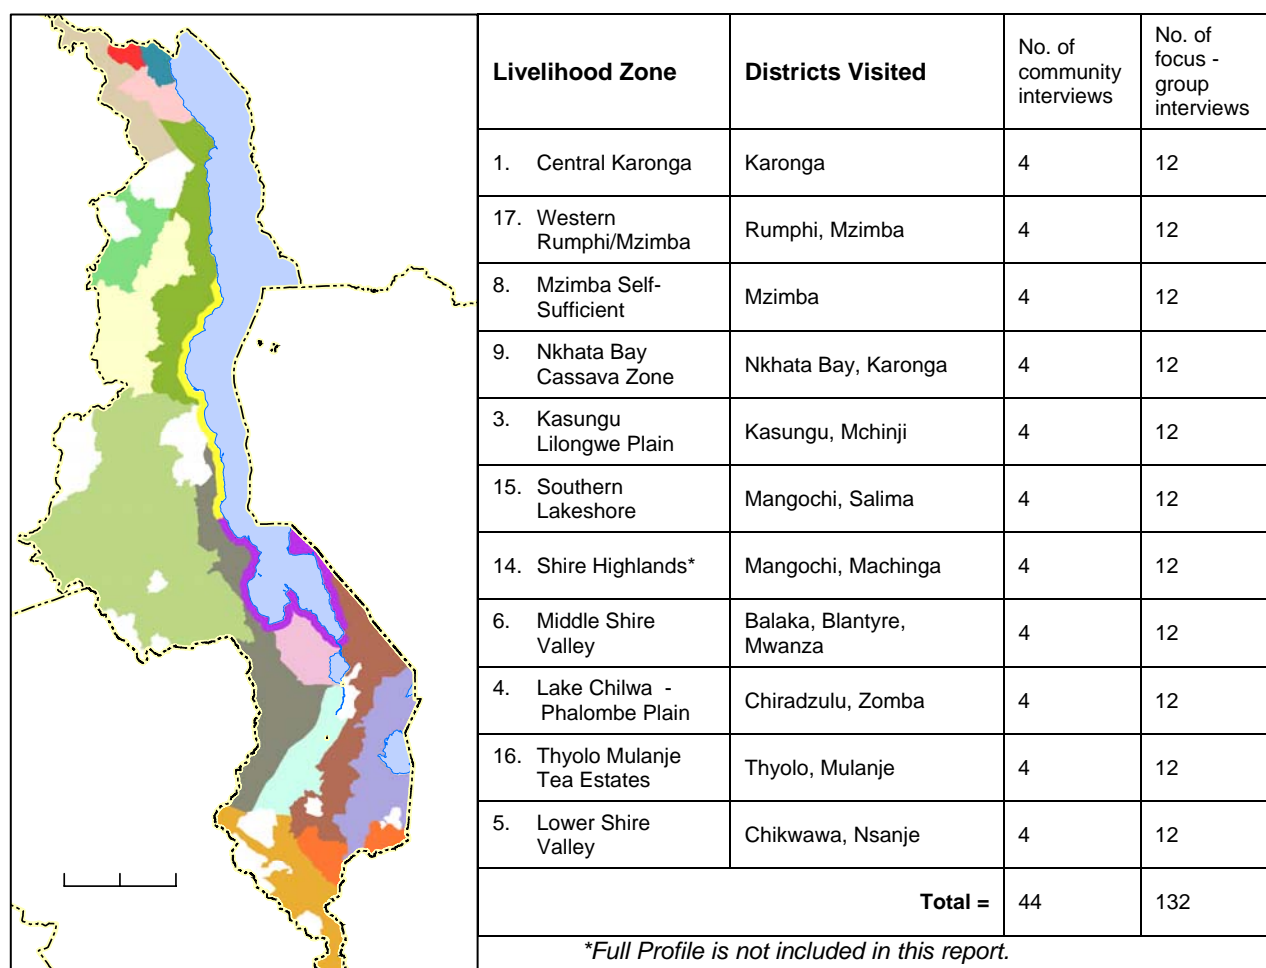 Livelihood Zone
Districts Visited
No. of
community
interviews
No. of
focus -
group
interviews
1. Central Karonga
Karonga
4
12
17. Western
Rumphi/Mzimba
Rumphi, Mzimba
4
12
8. Mzimba Self-
Sufficient
Mzimba
4
12
9. Nkhata Bay
Cassava Zone
Nkhata Bay, Karonga
4
12
3. Kasungu
Lilongwe Plain
Kasungu, Mchinji
4
12
15. Southern
Lakeshore
Mangochi, Salima
4
12
14. Shire Highlands*
Mangochi, Machinga
4
12
6. Middle Shire
Valley
Balaka, Blantyre,
Mwanza
4
12
4. Lake Chilwa -
Phalombe Plain
Chiradzulu, Zomba
4
12
16. Thyolo Mulanje
Tea Estates
Thyolo, Mulanje
4
12
5. Lower Shire
Valley
Chikwawa, Nsanje
4
12
Total =
44
132
*Full Profile is not included in this report.